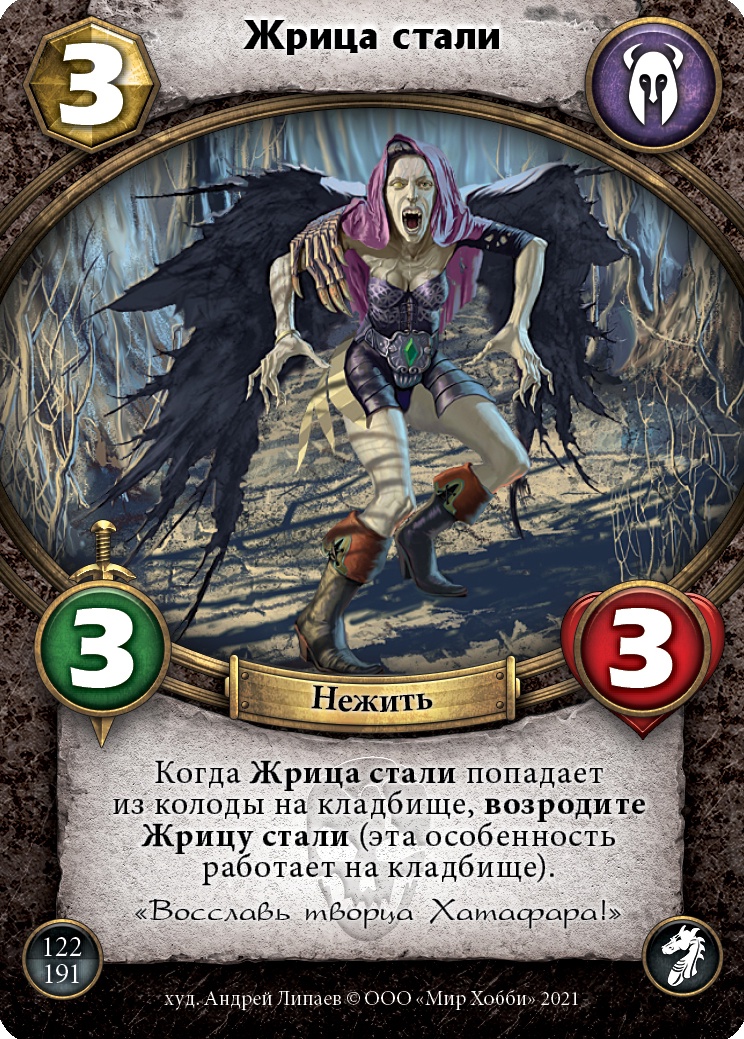 Жрица стали
3
3
3
Нежить
Когда Жрица стали попадает
из колоды на кладбище, возродите
Жрицу стали (эта особенность
работает на кладбище).
«Восславь творца Хатафара!»
122
191
худ. Андрей Липаев © ООО «Мир Хобби» 2021